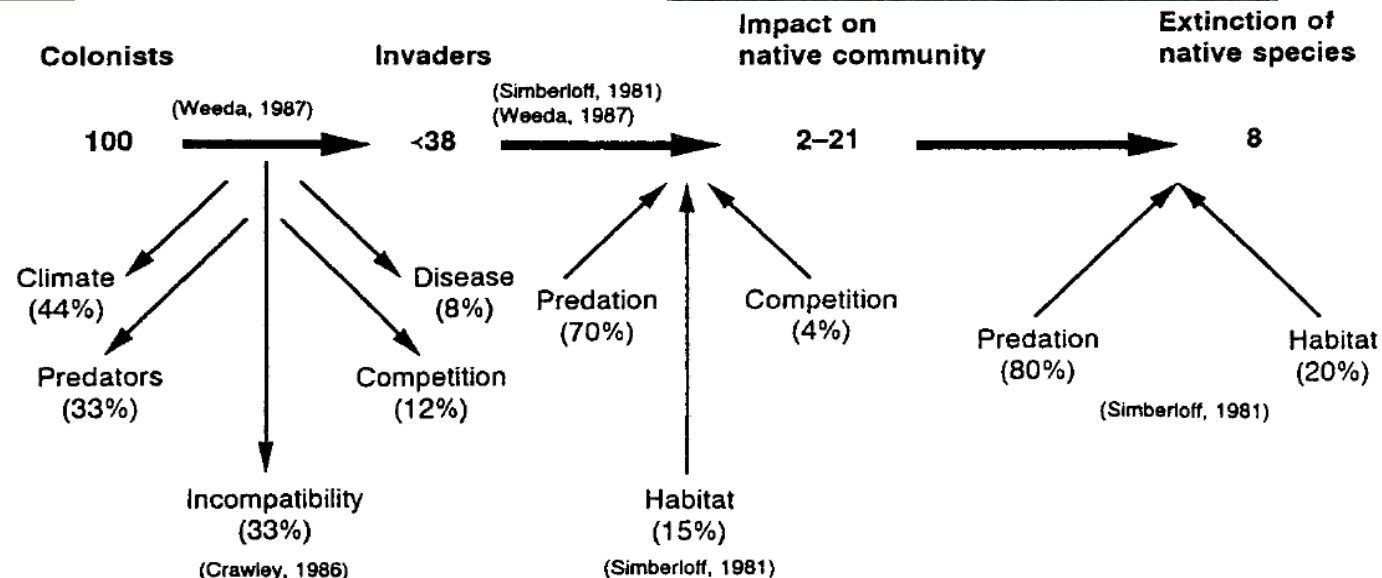 Colonists
Invaders
Impact on
native community
Extinction of
native species
(Weeda, 1987)
(Simberloff, 1981)
(Weeda, 1987)
100
<38
2–21
8
Climate
(44%)
Disease
(8%)
Predators
(33%)
Competition
(12%)
Incompatibility
(33%)
(Crawley, 1986)
Predation
(70%)
Competition
(4%)
Habitat
(15%)
(Simberloff, 1981)
Predation
(80%)
Habitat
(20%)
(Simberloff, 1981)